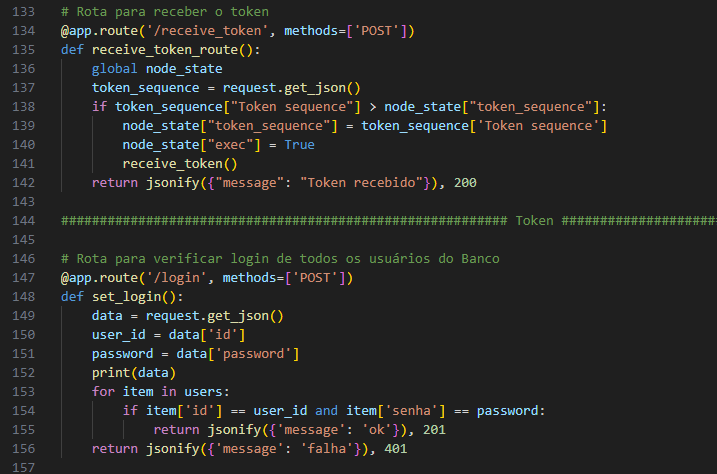 133 # Rota para receber o token
134 @app.route('/receive_token', methods=['POST'])
135 def receive_token_route():
136     global node_state
137     token_sequence = request.get_json()
138     if token_sequence["Token sequence"] > node_state["token_sequence"]:
139         node_state["token_sequence"] = token_sequence['Token sequence']
140         node_state["exec"] = True
141         receive_token()
142     return jsonify({"message": "Token recebido"}), 200
143
144 ########################################################## Token #####################
145
146 # Rota para verificar login de todos os usuários do Banco
147 @app.route('/login', methods=['POST'])
148 def set_login():
149     data = request.get_json()
150     user_id = data['id']
151     password = data['password']
152     print(data)
153     for item in users:
154         if item['id'] == user_id and item['senha'] == password:
155             return jsonify({'message': 'ok'}), 201
156     return jsonify({'message': 'falha'}), 401
157